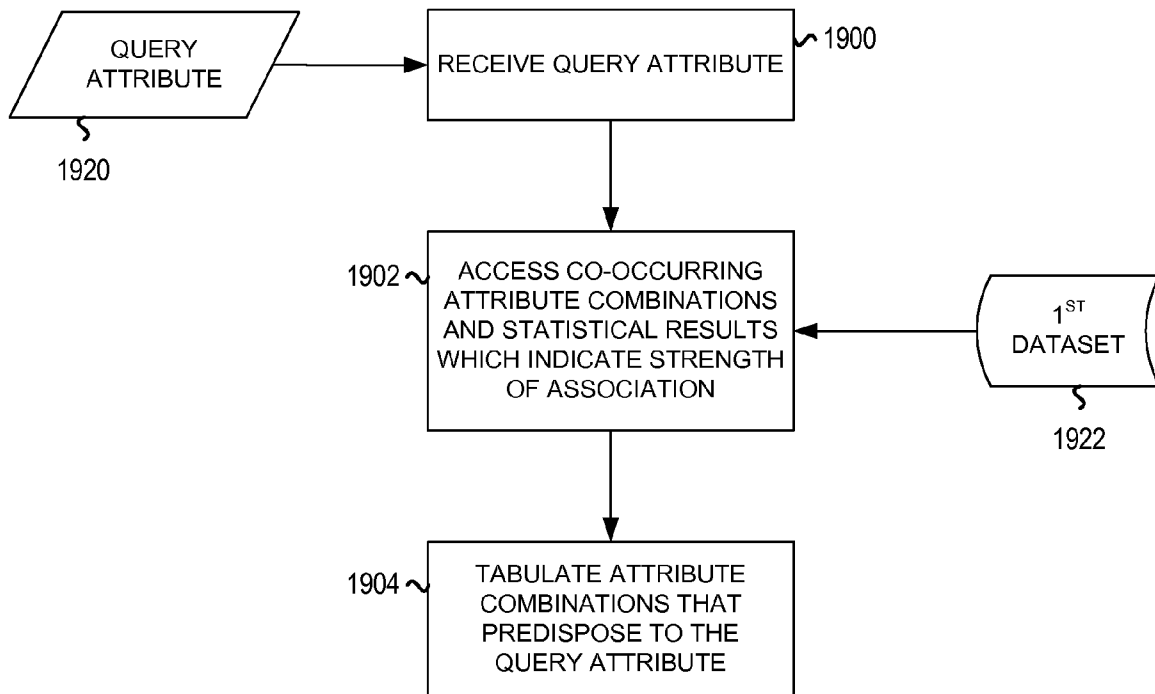 QUERY
ATTRIBUTE
1920
RECEIVE QUERY ATTRIBUTE
1900
1902
ACCESS CO-OCCURRING
ATTRIBUTE COMBINATIONS
AND STATISTICAL RESULTS
WHICH INDICATE STRENGTH
OF ASSOCIATION
1ST
DATASET
1922
1904
TABULATE ATTRIBUTE
COMBINATIONS THAT
PREDISPOSE TO THE
QUERY ATTRIBUTE